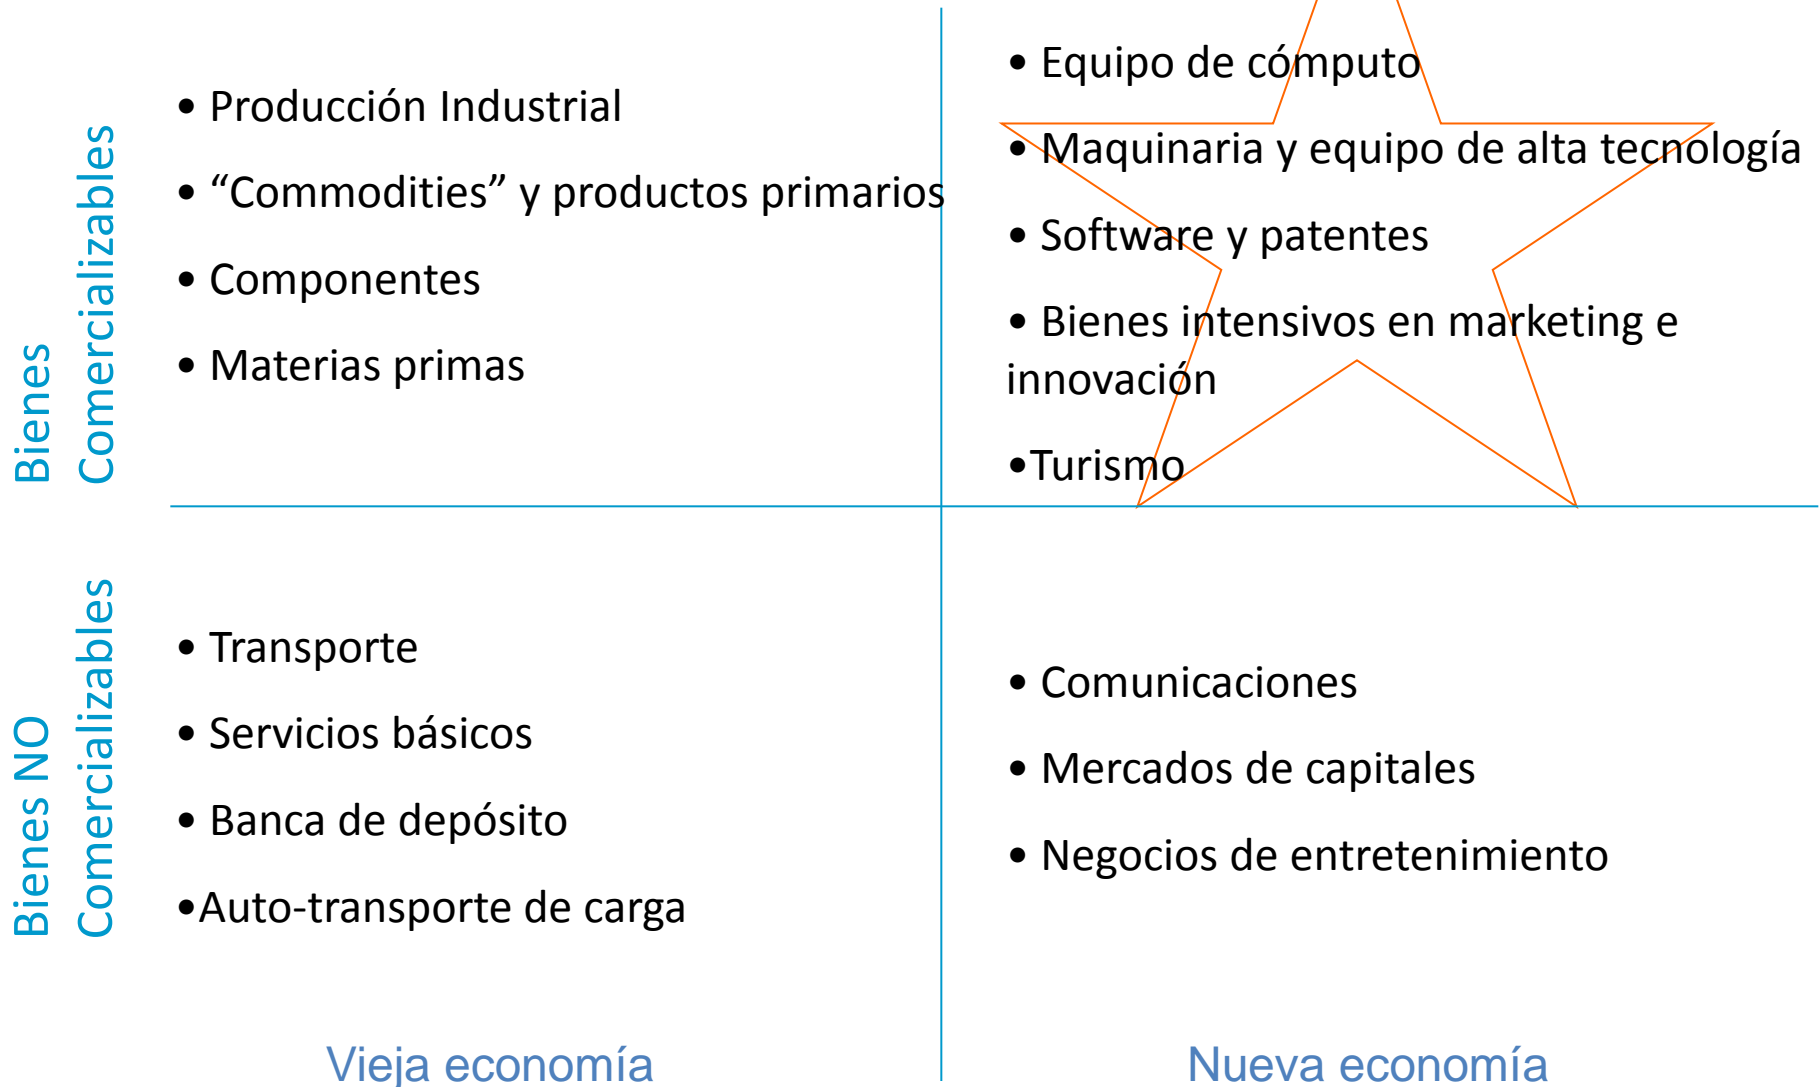 Bienes
Comercializables
• Producción Industrial
• “Commodities” y productos primarios
• Componentes
• Materias primas
• Equipo de cómputo
• Maquinaria y equipo de alta tecnología
• Software y patentes
• Bienes intensivos en marketing e
innovación
•Turismo
Bienes NO
Comercializables
• Transporte
• Servicios básicos
• Banca de depósito
•Auto-transporte de carga
• Comunicaciones
• Mercados de capitales
• Negocios de entretenimiento
Vieja economía
Nueva economía